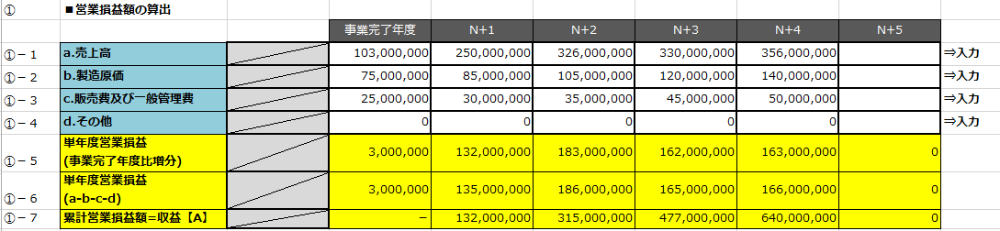 ① ■営業損益額の算出
事業完了年度 N+1 N+2 N+3 N+4 N+5
①－１ a.売上高 103,000,000 250,000,000 326,000,000 330,000,000 356,000,000 ⇒入力
①－２ b.製造原価 75,000,000 85,000,000 105,000,000 120,000,000 140,000,000 ⇒入力
①－３ c.販売費及び一般管理費 25,000,000 30,000,000 35,000,000 45,000,000 50,000,000 ⇒入力
①－４ d.その他 0 0 0 0 0 ⇒入力
単年度営業損益
①－５ (事業完了年度比増分) 3,000,000 132,000,000 183,000,000 162,000,000 163,000,000 0
単年度営業損益
①－６ (a-b-c-d) 3,000,000 135,000,000 186,000,000 165,000,000 166,000,000 0
①－７ 累計営業損益額=収益【A】 － 132,000,000 315,000,000 477,000,000 640,000,000 0